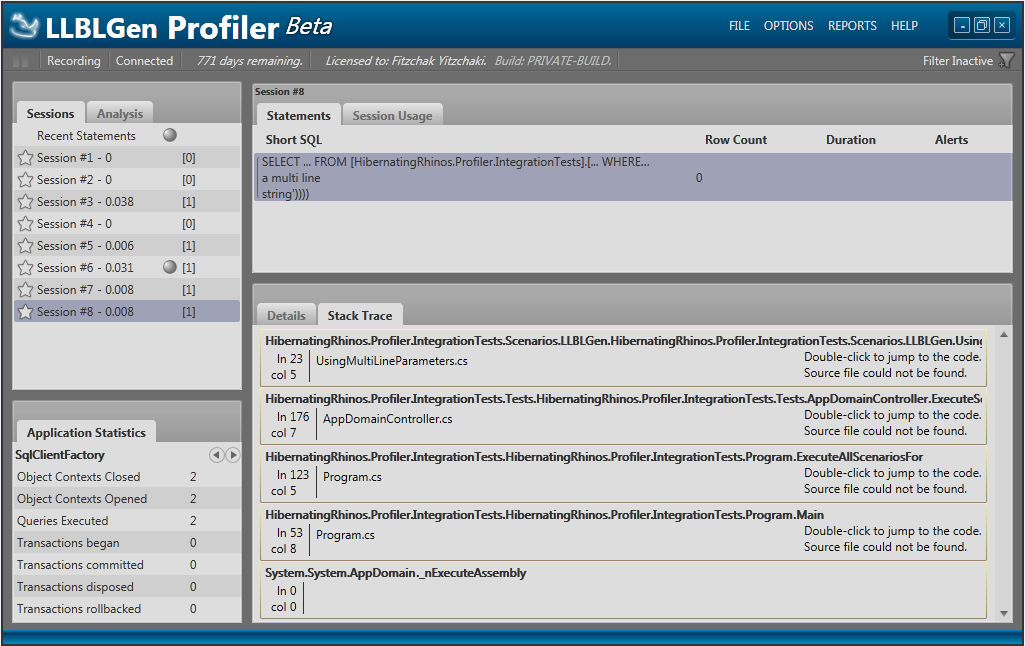 LLBLGen Profiler Beta
FILE OPTIONS REPORTS HELP
Recording Connected 771 days remaining. Licensed to: Fitzchak Yitzchaki. Build: PRIVATE-BUILD. Filter Inactive
Sessions Analysis
Recent Statements
Session #1 - 0 [0]
Session #2 - 0 [0]
Session #3 - 0.038 [1]
Session #4 - 0 [0]
Session #5 - 0.006 [1]
Session #6 - 0.031 [1]
Session #7 - 0.008 [1]
Session #8 - 0.008 [1]
Application Statistics
SqlClientFactory
Object Contexts Closed 2
Object Contexts Opened 2
Queries Executed 2
Transactions began 0
Transactions committed 0
Transactions disposed 0
Transactions rollbacked 0
Session #8
Statements Session Usage
Short SQL Row Count Duration Alerts
SELECT ... FROM [HibernatingRhinos.Profiler.IntegrationTests].[... WHERE...
a multi line 0
string'))))
Details Stack Trace
HibernatingRhinos.Profiler.IntegrationTests.Scenarios.LLBLGen.HibernatingRhinos.Profiler.IntegrationTests.Scenarios.LLBLGen.Using
ln 23 UsingMultiLineParameters.cs Double-click to jump to the code.
col 5 Source file could not be found.
HibernatingRhinos.Profiler.IntegrationTests.Tests.HibernatingRhinos.Profiler.IntegrationTests.Tests.AppDomainController.ExecuteSc
ln 176 AppDomainController.cs Double-click to jump to the code.
col 7 Source file could not be found.
HibernatingRhinos.Profiler.IntegrationTests.HibernatingRhinos.Profiler.IntegrationTests.Program.ExecuteAllScenariosFor
ln 123 Program.cs Double-click to jump to the code.
col 5 Source file could not be found.
HibernatingRhinos.Profiler.IntegrationTests.HibernatingRhinos.Profiler.IntegrationTests.Program.Main
ln 53 Program.cs Double-click to jump to the code.
col 8 Source file could not be found.
System.System.AppDomain._nExecuteAssembly
ln 0
col 0